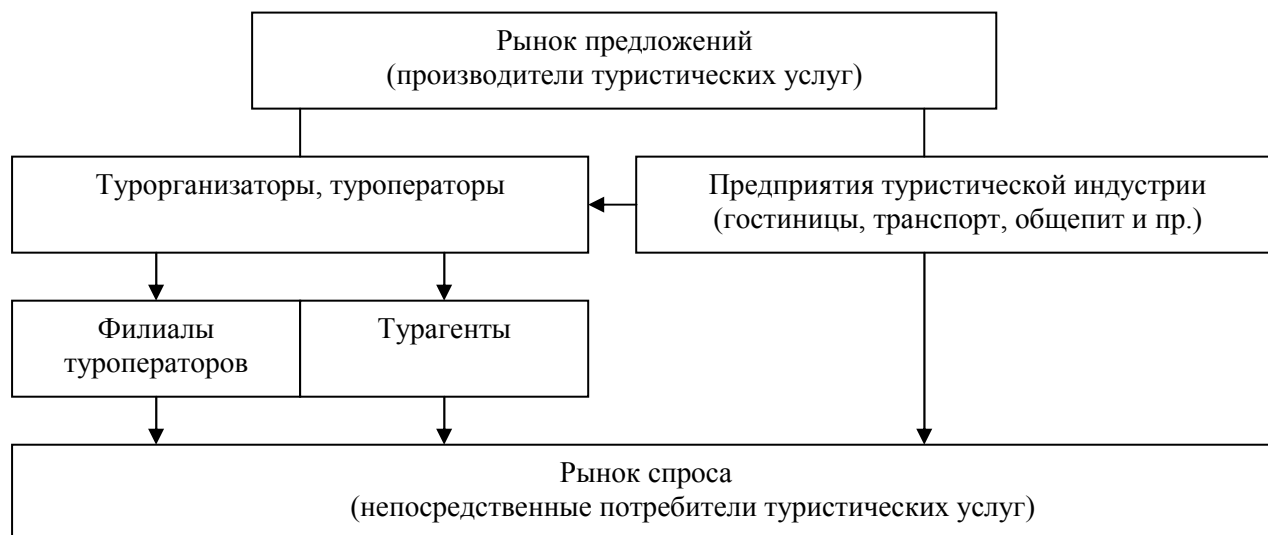 Рынок предложений
(производители туристических услуг)
Турорганизаторы, туроператоры
Предприятия туристической индустрии
(гостиницы, транспорт, общепит и пр.)
Филиалы
туроператоров
Турагенты
Рынок спроса
(непосредственные потребители туристических услуг)